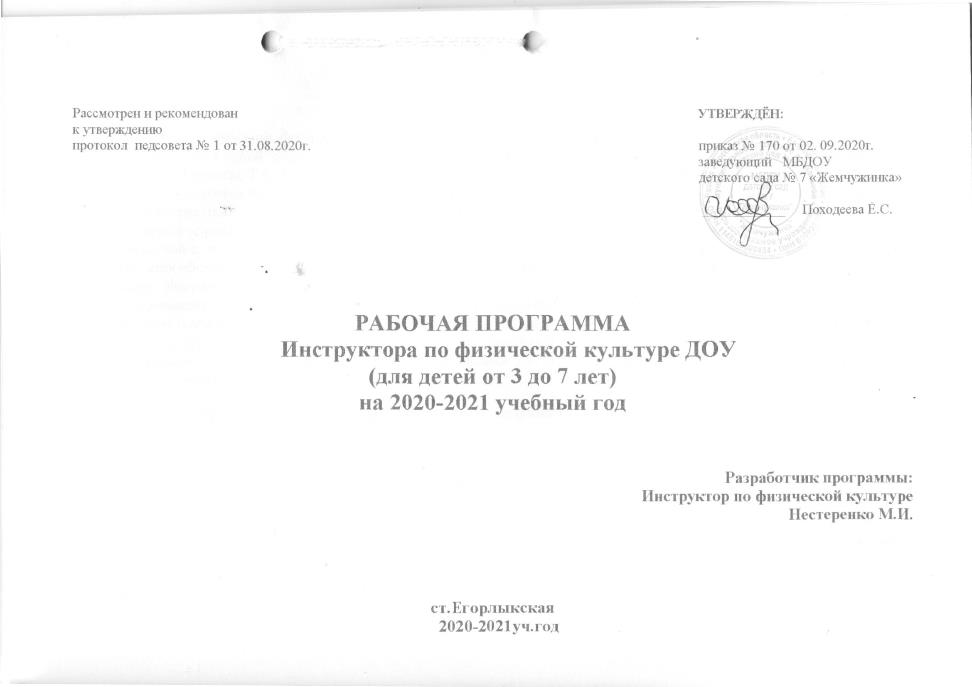 Рассмотрен и рекомендован
к утверждению
протокол педсовета № 1 от 31.08.2020г.
УТВЕРЖДЁН:
приказ № 170 от 02. 09.2020г.
заведующий МБДОУ
детского сада № 7 «Жемчужинка»
Походеева Ё.С.
РАБОЧАЯ ПРОГРАММА
Инструктора по физической культуре ДОУ
(для детей от 3 до 7 лет)
на 2020-2021 учебный год
Разработчик программы:
Инструктор по физической культуре
Нестеренко М.И.
ст.Егорлыкская
2020-2021уч.год